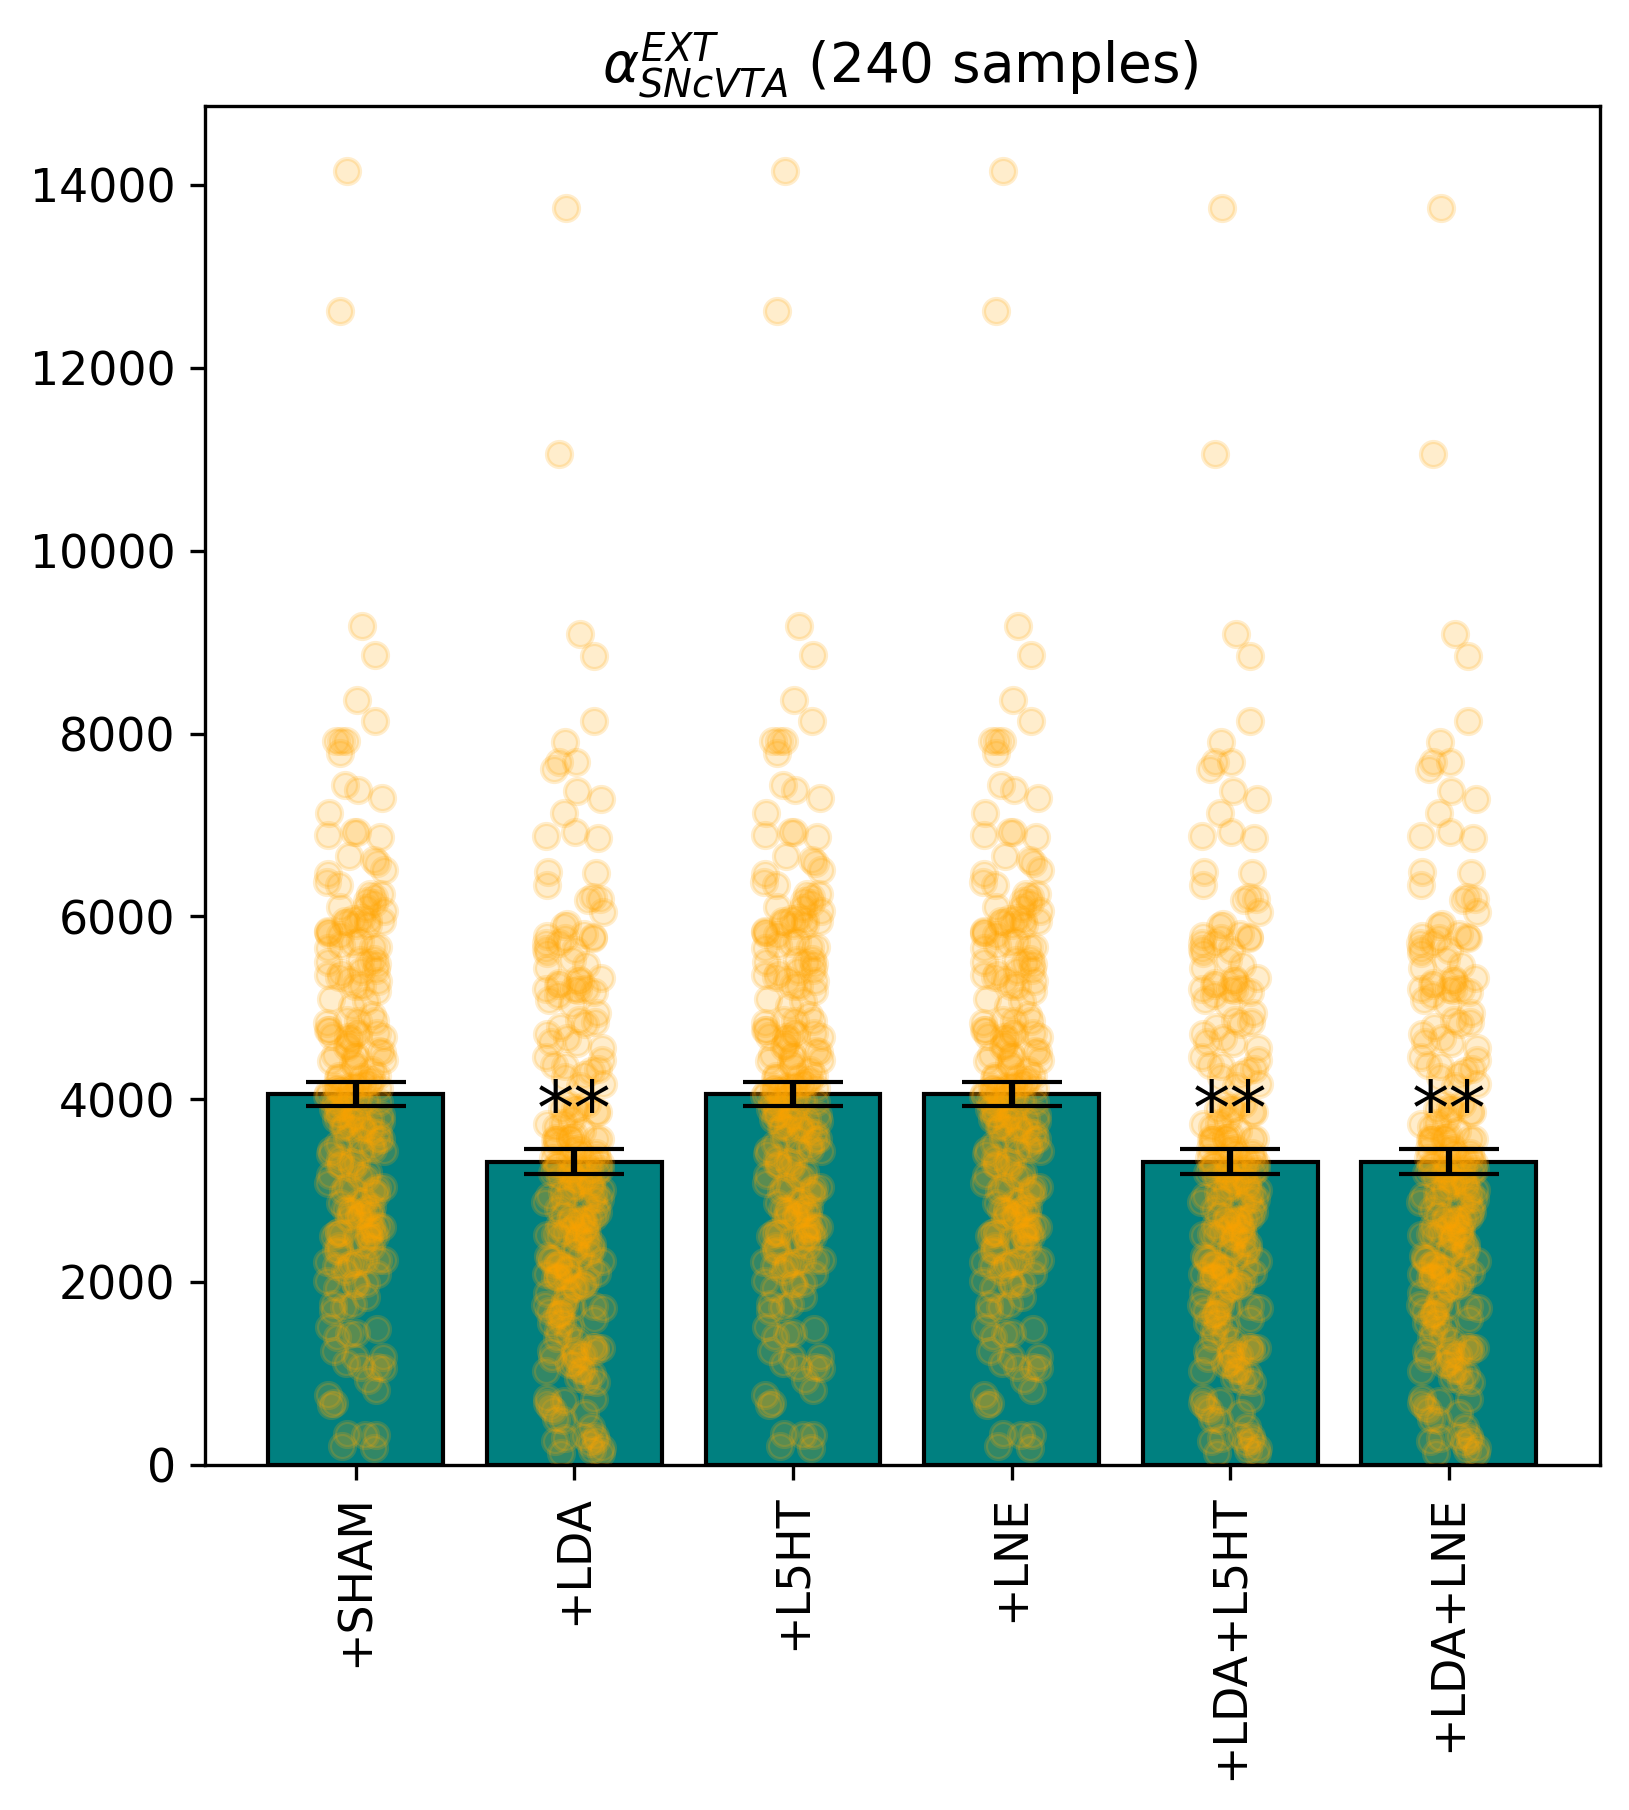 α^{EXT}_{SNcVTA} (240 samples)
14000
12000
10000
8000
6000
4000
2000
0
** ** **
+SHAM
+LDA
+L5HT
+LNE
+LDA+L5HT
+LDA+LNE